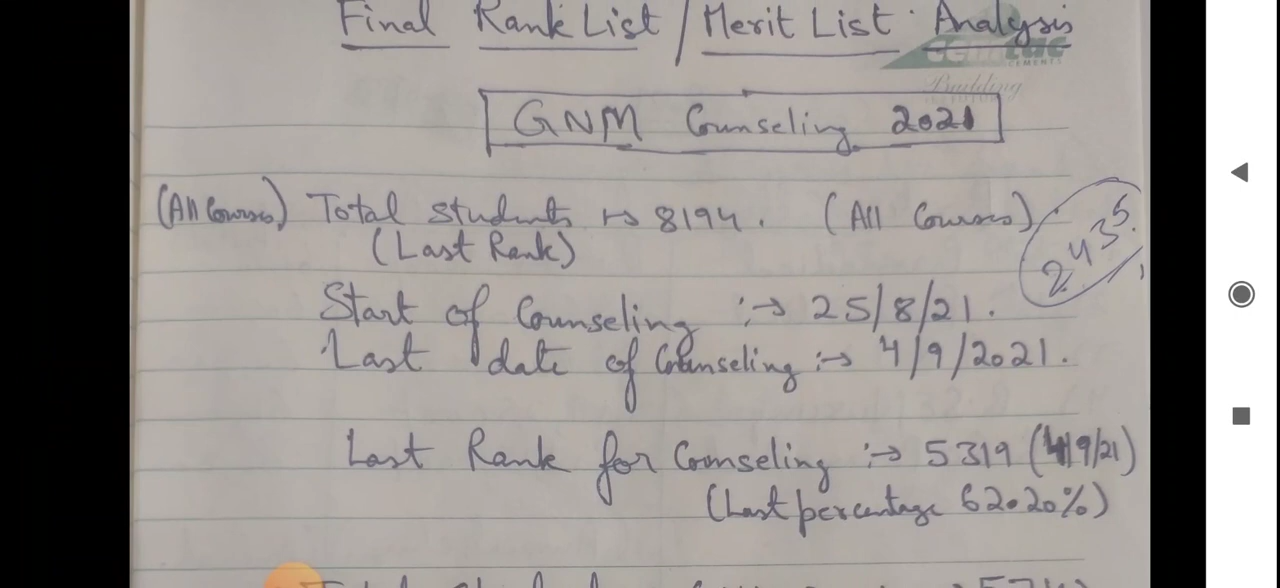 Final Rank List / Merit List Analysis
CEMENTS
Building
GNM Counseling 2021
(All Courses) Total Students → 8194. (All Courses)
2435.
(Last Rank)
Start of Counseling :→ 25/8/21.
Last date of Counseling :→ 4/9/2021.
Last Rank for Counseling :→ 5319 (4/9/21)
(Last percentage 62.20%)